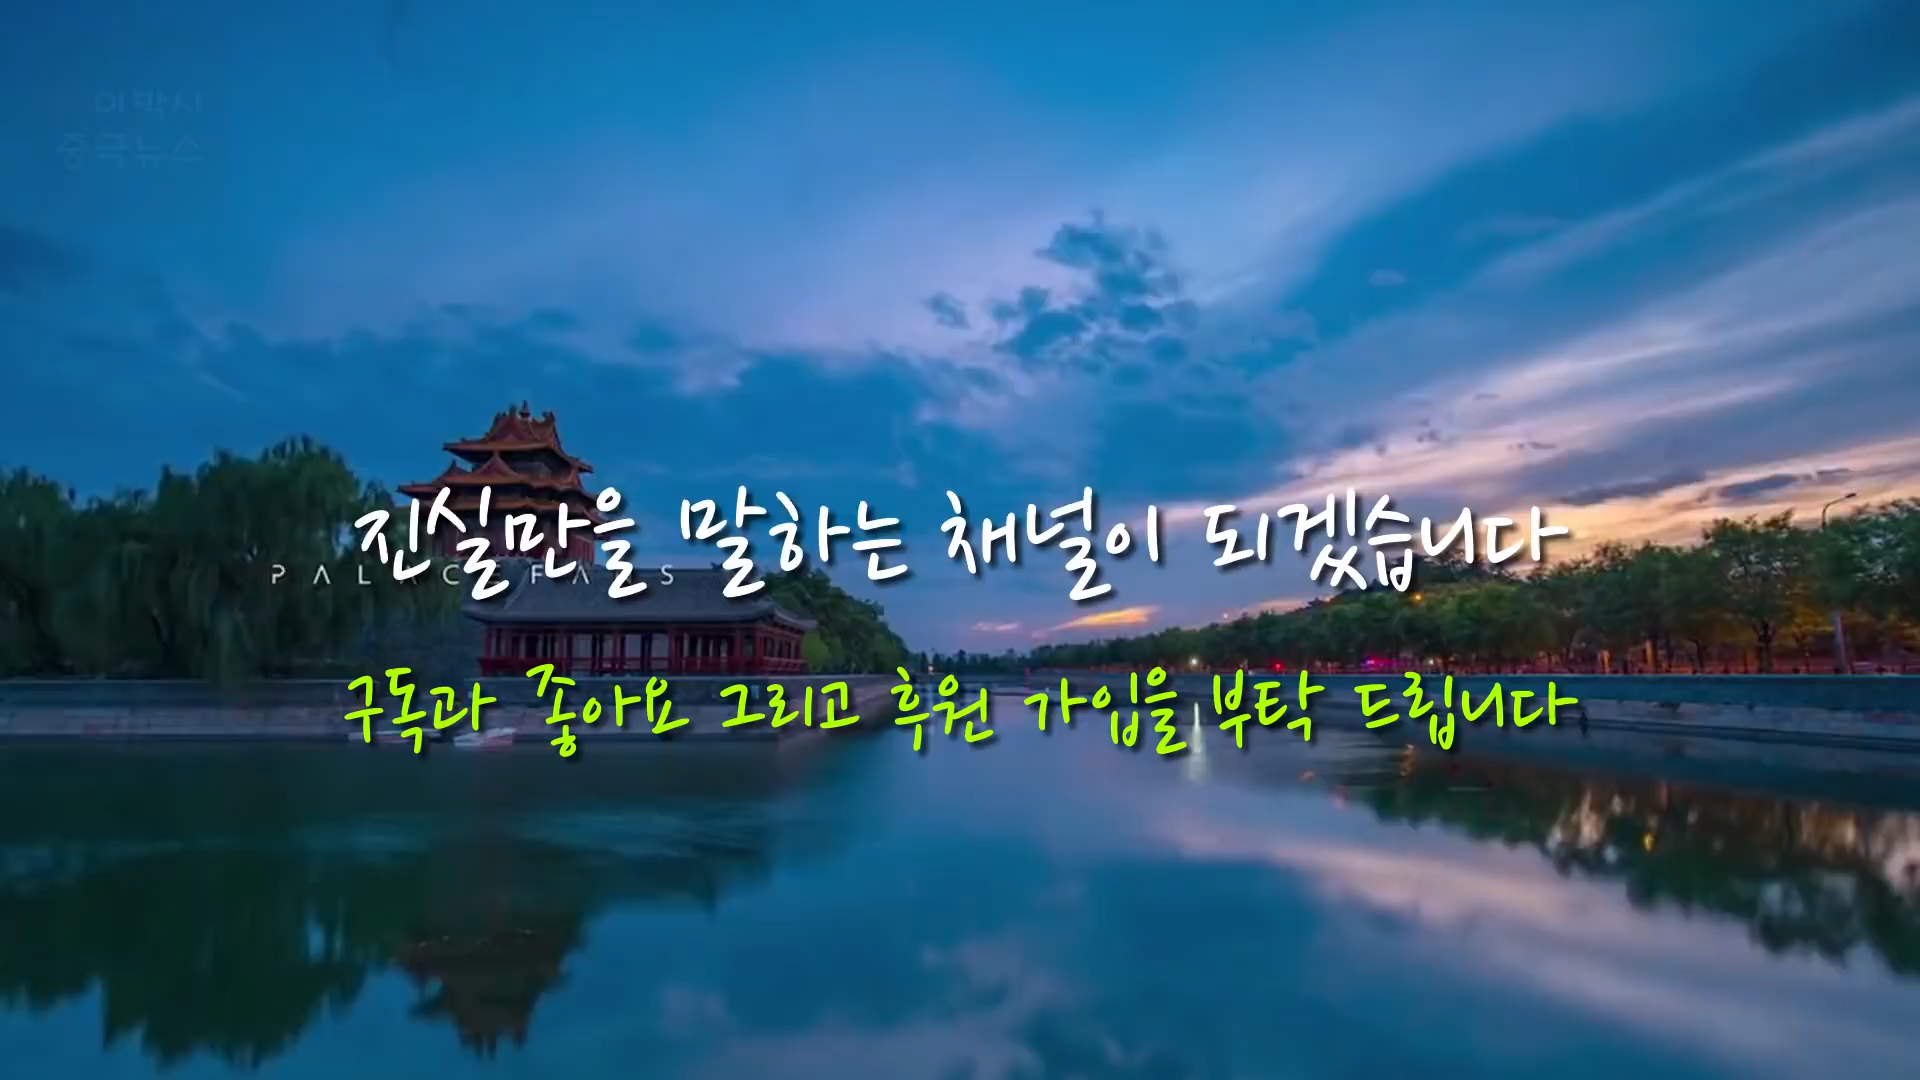 이박사
중국뉴스
진실만을 말하는 채널이 되겠습니다
PALACE
구독과 좋아요 그리고 후원 가입을 부탁 드립니다